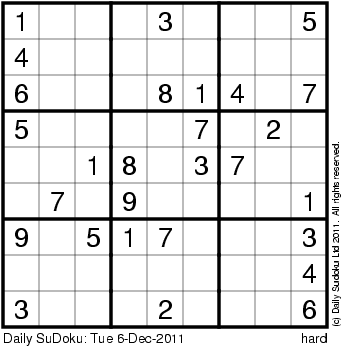 1 3 5
4
6 8 1 4 7
5 7 2
1 8 3 7
7 9 1
9 5 1 7 3
4
3 2 6
Daily SuDoku: Tue 6-Dec-2011 hard
(c) Daily Sudoku Ltd 2011. All rights reserved.